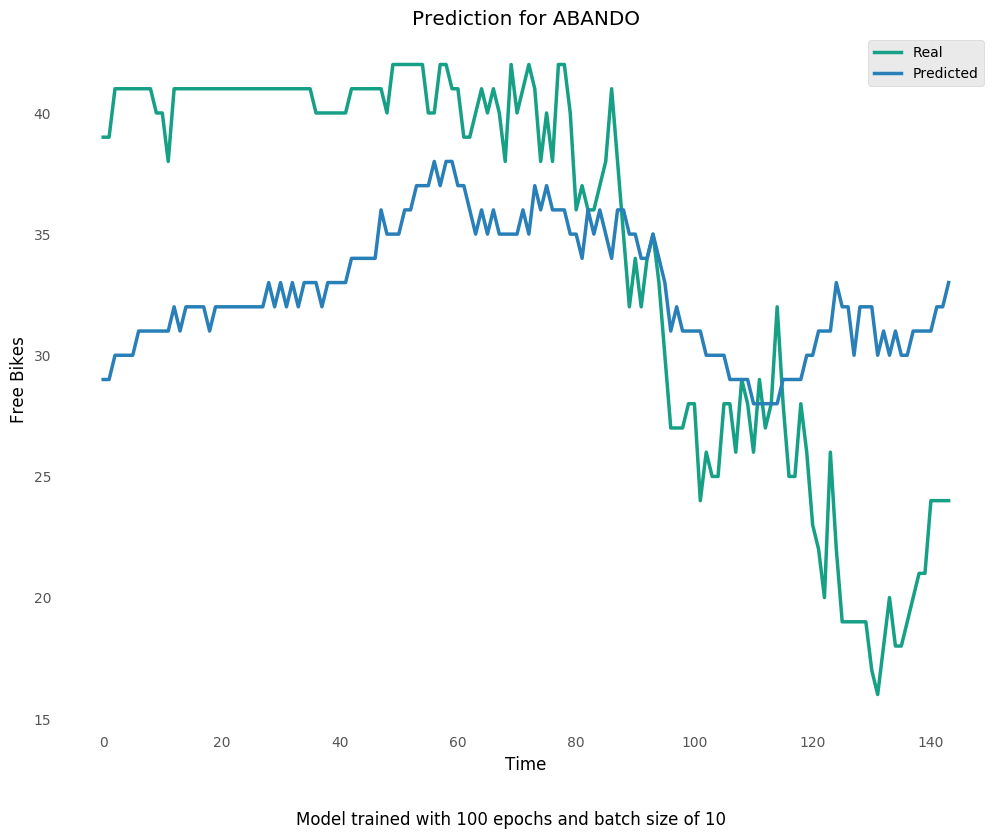 Prediction for ABANDO
Real
Predicted
40
35
30
25
20
15
Free Bikes
0 20 40 60 80 100 120 140
Time
Model trained with 100 epochs and batch size of 10